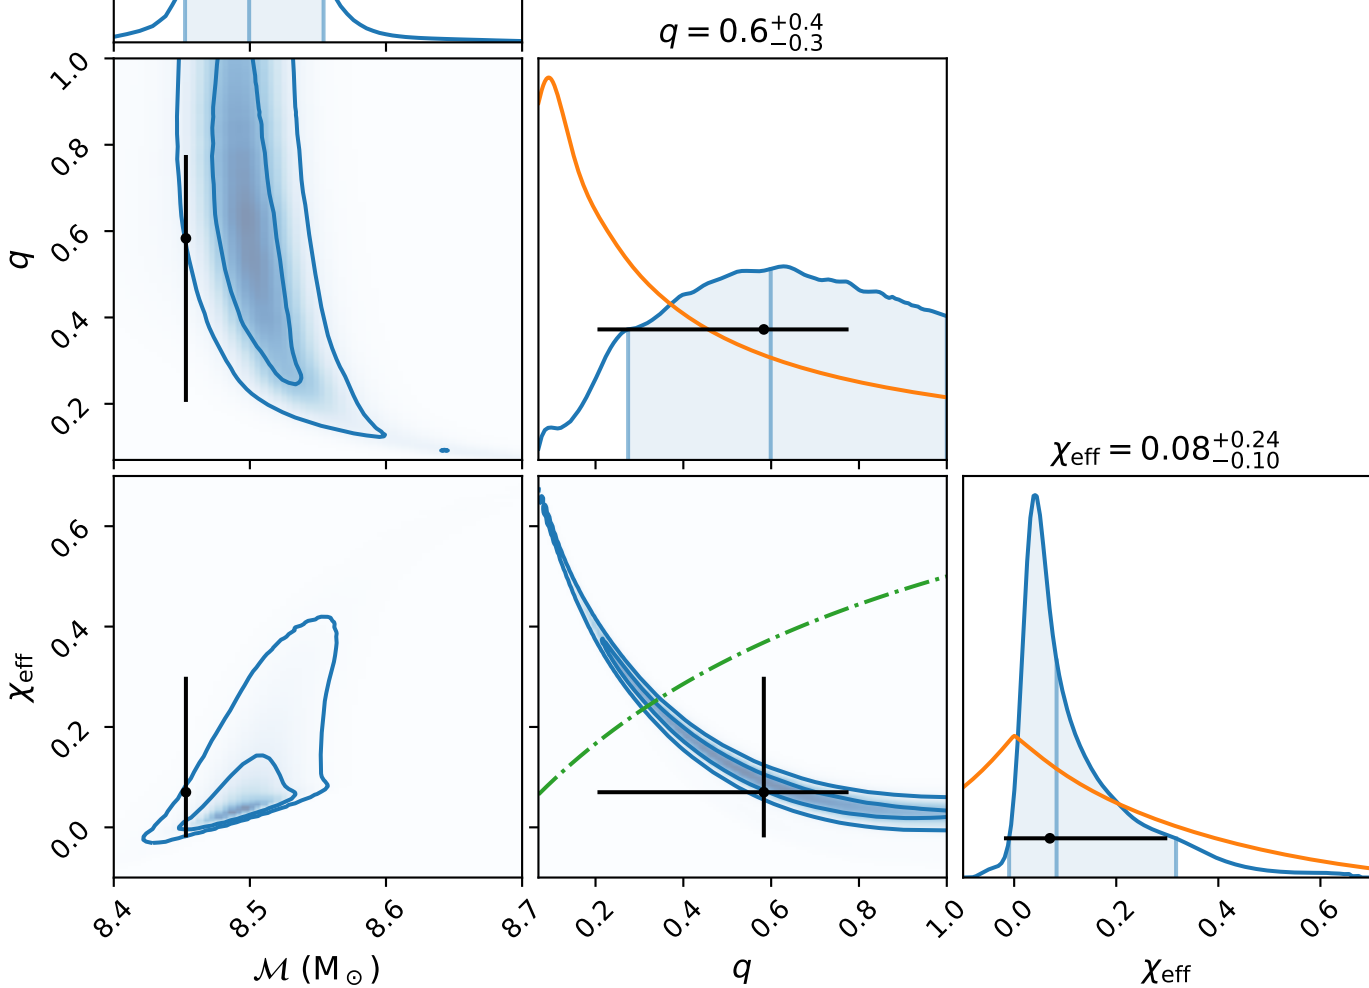 q = 0.6^{+0.4}_{-0.3}
1.0
0.8
0.6
0.4
0.2
q
χ_eff = 0.08^{+0.24}_{-0.10}
0.6
0.4
0.2
0.0
χ_eff
8.4 8.5 8.6 8.7 0.2 0.4 0.6 0.8 1.0 0.0 0.2 0.4 0.6
ℳ (M_⊙) q χ_eff